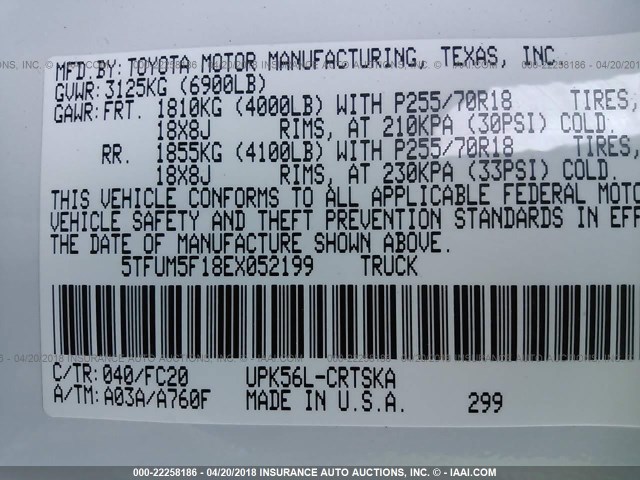 MFD.BY: TOYOTA MOTOR MANUFACTURING, TEXAS, INC.
GVWR: 3125KG (6900LB)
GAWR: FRT. 1810KG (4000LB) WITH P255/70R18 TIRES,
18X8J RIMS, AT 210KPA (30PSI) COLD.
RR. 1855KG (4100LB) WITH P255/70R18 TIRES,
18X8J RIMS, AT 230KPA (33PSI) COLD.
THIS VEHICLE CONFORMS TO ALL APPLICABLE FEDERAL MOTO
VEHICLE SAFETY AND THEFT PREVENTION STANDARDS IN EFF
THE DATE OF MANUFACTURE SHOWN ABOVE.
5TFUM5F18EX052199 TRUCK
C/TR: 040/FC20 UPK56L-CRTSKA
A/TM: A03A/A760F MADE IN U.S.A. 299
000-22258186 - 04/20/2018 INSURANCE AUTO AUCTIONS, INC. - IAAI.COM